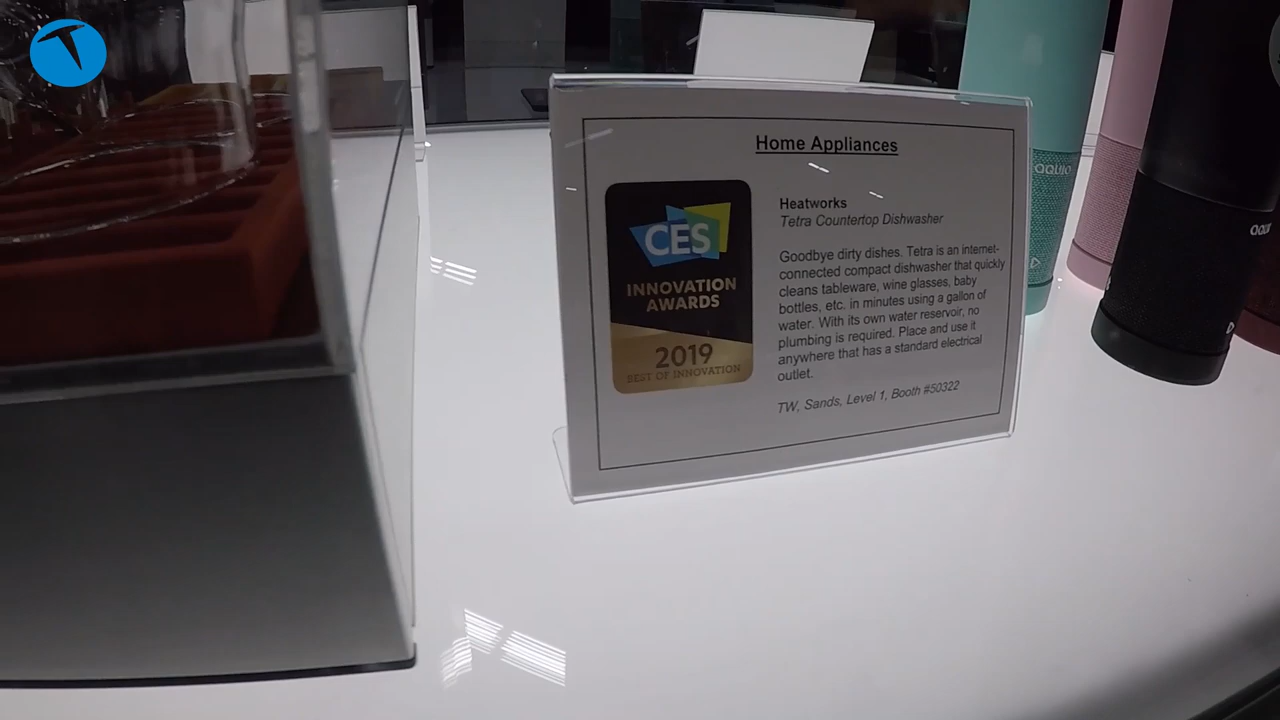 Home Appliances
CES
INNOVATION
AWARDS
2019
BEST OF INNOVATION
Heatworks
Tetra Countertop Dishwasher
Goodbye dirty dishes. Tetra is an internet-
connected compact dishwasher that quickly
cleans tableware, wine glasses, baby
bottles, etc. in minutes using a gallon of
water. With its own water reservoir, no
plumbing is required. Place and use it
anywhere that has a standard electrical
outlet.
TW, Sands, Level 1, Booth #50322
aquio